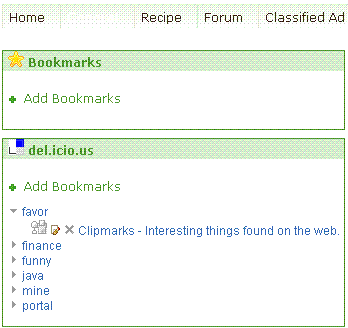 Home Recipe Forum Classified Ad
Bookmarks
Add Bookmarks
del.icio.us
Add Bookmarks
favor
Clipmarks - Interesting things found on the web.
finance
funny
java
mine
portal